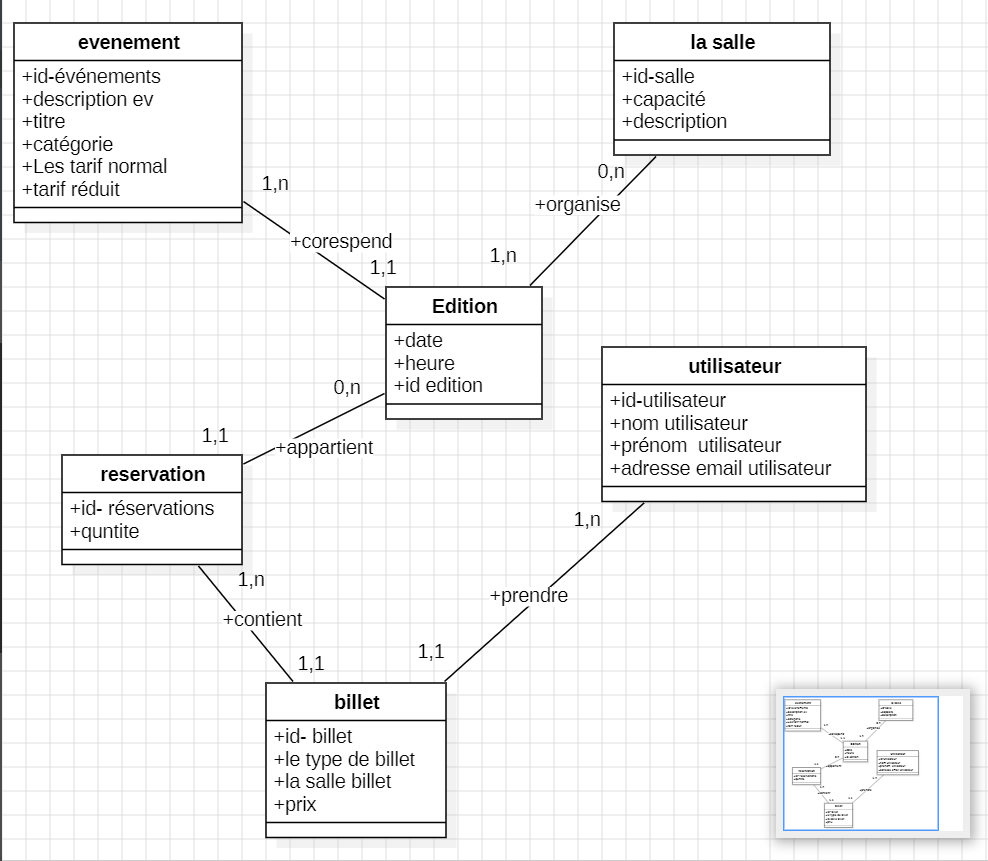 evenement
+id-événements
+description ev
+titre
+catégorie
+Les tarif normal
+tarif réduit
la salle
+id-salle
+capacité
+description
1,n
+corespend
1,1
0,n
+organise
1,n
Edition
+date
+heure
+id edition
utilisateur
+id-utilisateur
+nom utilisateur
+prénom  utilisateur
+adresse email utilisateur
0,n
+appartient
1,1
reservation
+id- réservations
+quntite
1,n
+contient
1,1
1,n
+prendre
1,1
billet
+id- billet
+le type de billet
+la salle billet
+prix